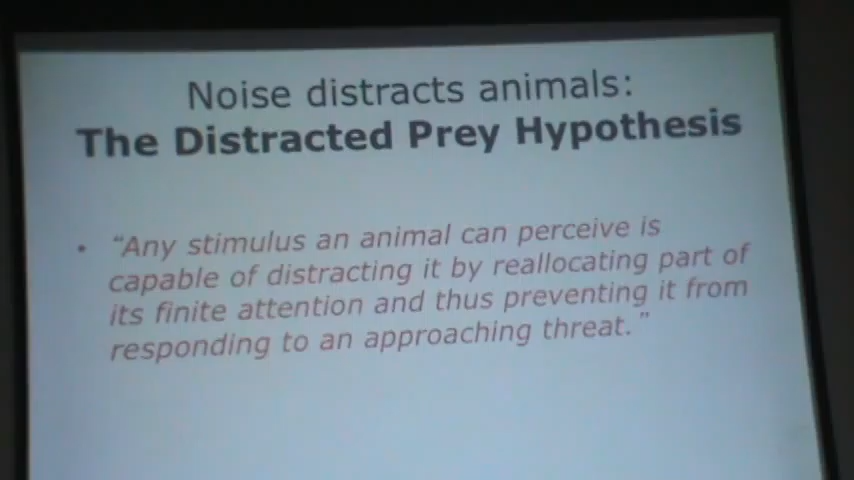 Noise distracts animals:
The Distracted Prey Hypothesis
• “Any stimulus an animal can perceive is
capable of distracting it by reallocating part of
its finite attention and thus preventing it from
responding to an approaching threat.”